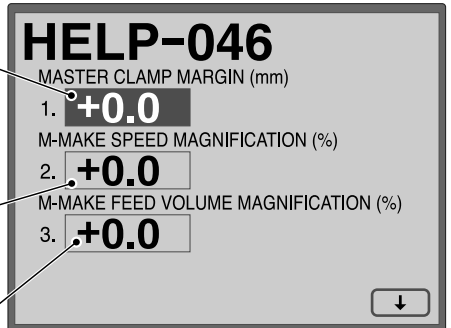 HELP-046
MASTER CLAMP MARGIN (mm)
1. +0.0
M-MAKE SPEED MAGNIFICATION (%)
2. +0.0
M-MAKE FEED VOLUME MAGNIFICATION (%)
3. +0.0
↓